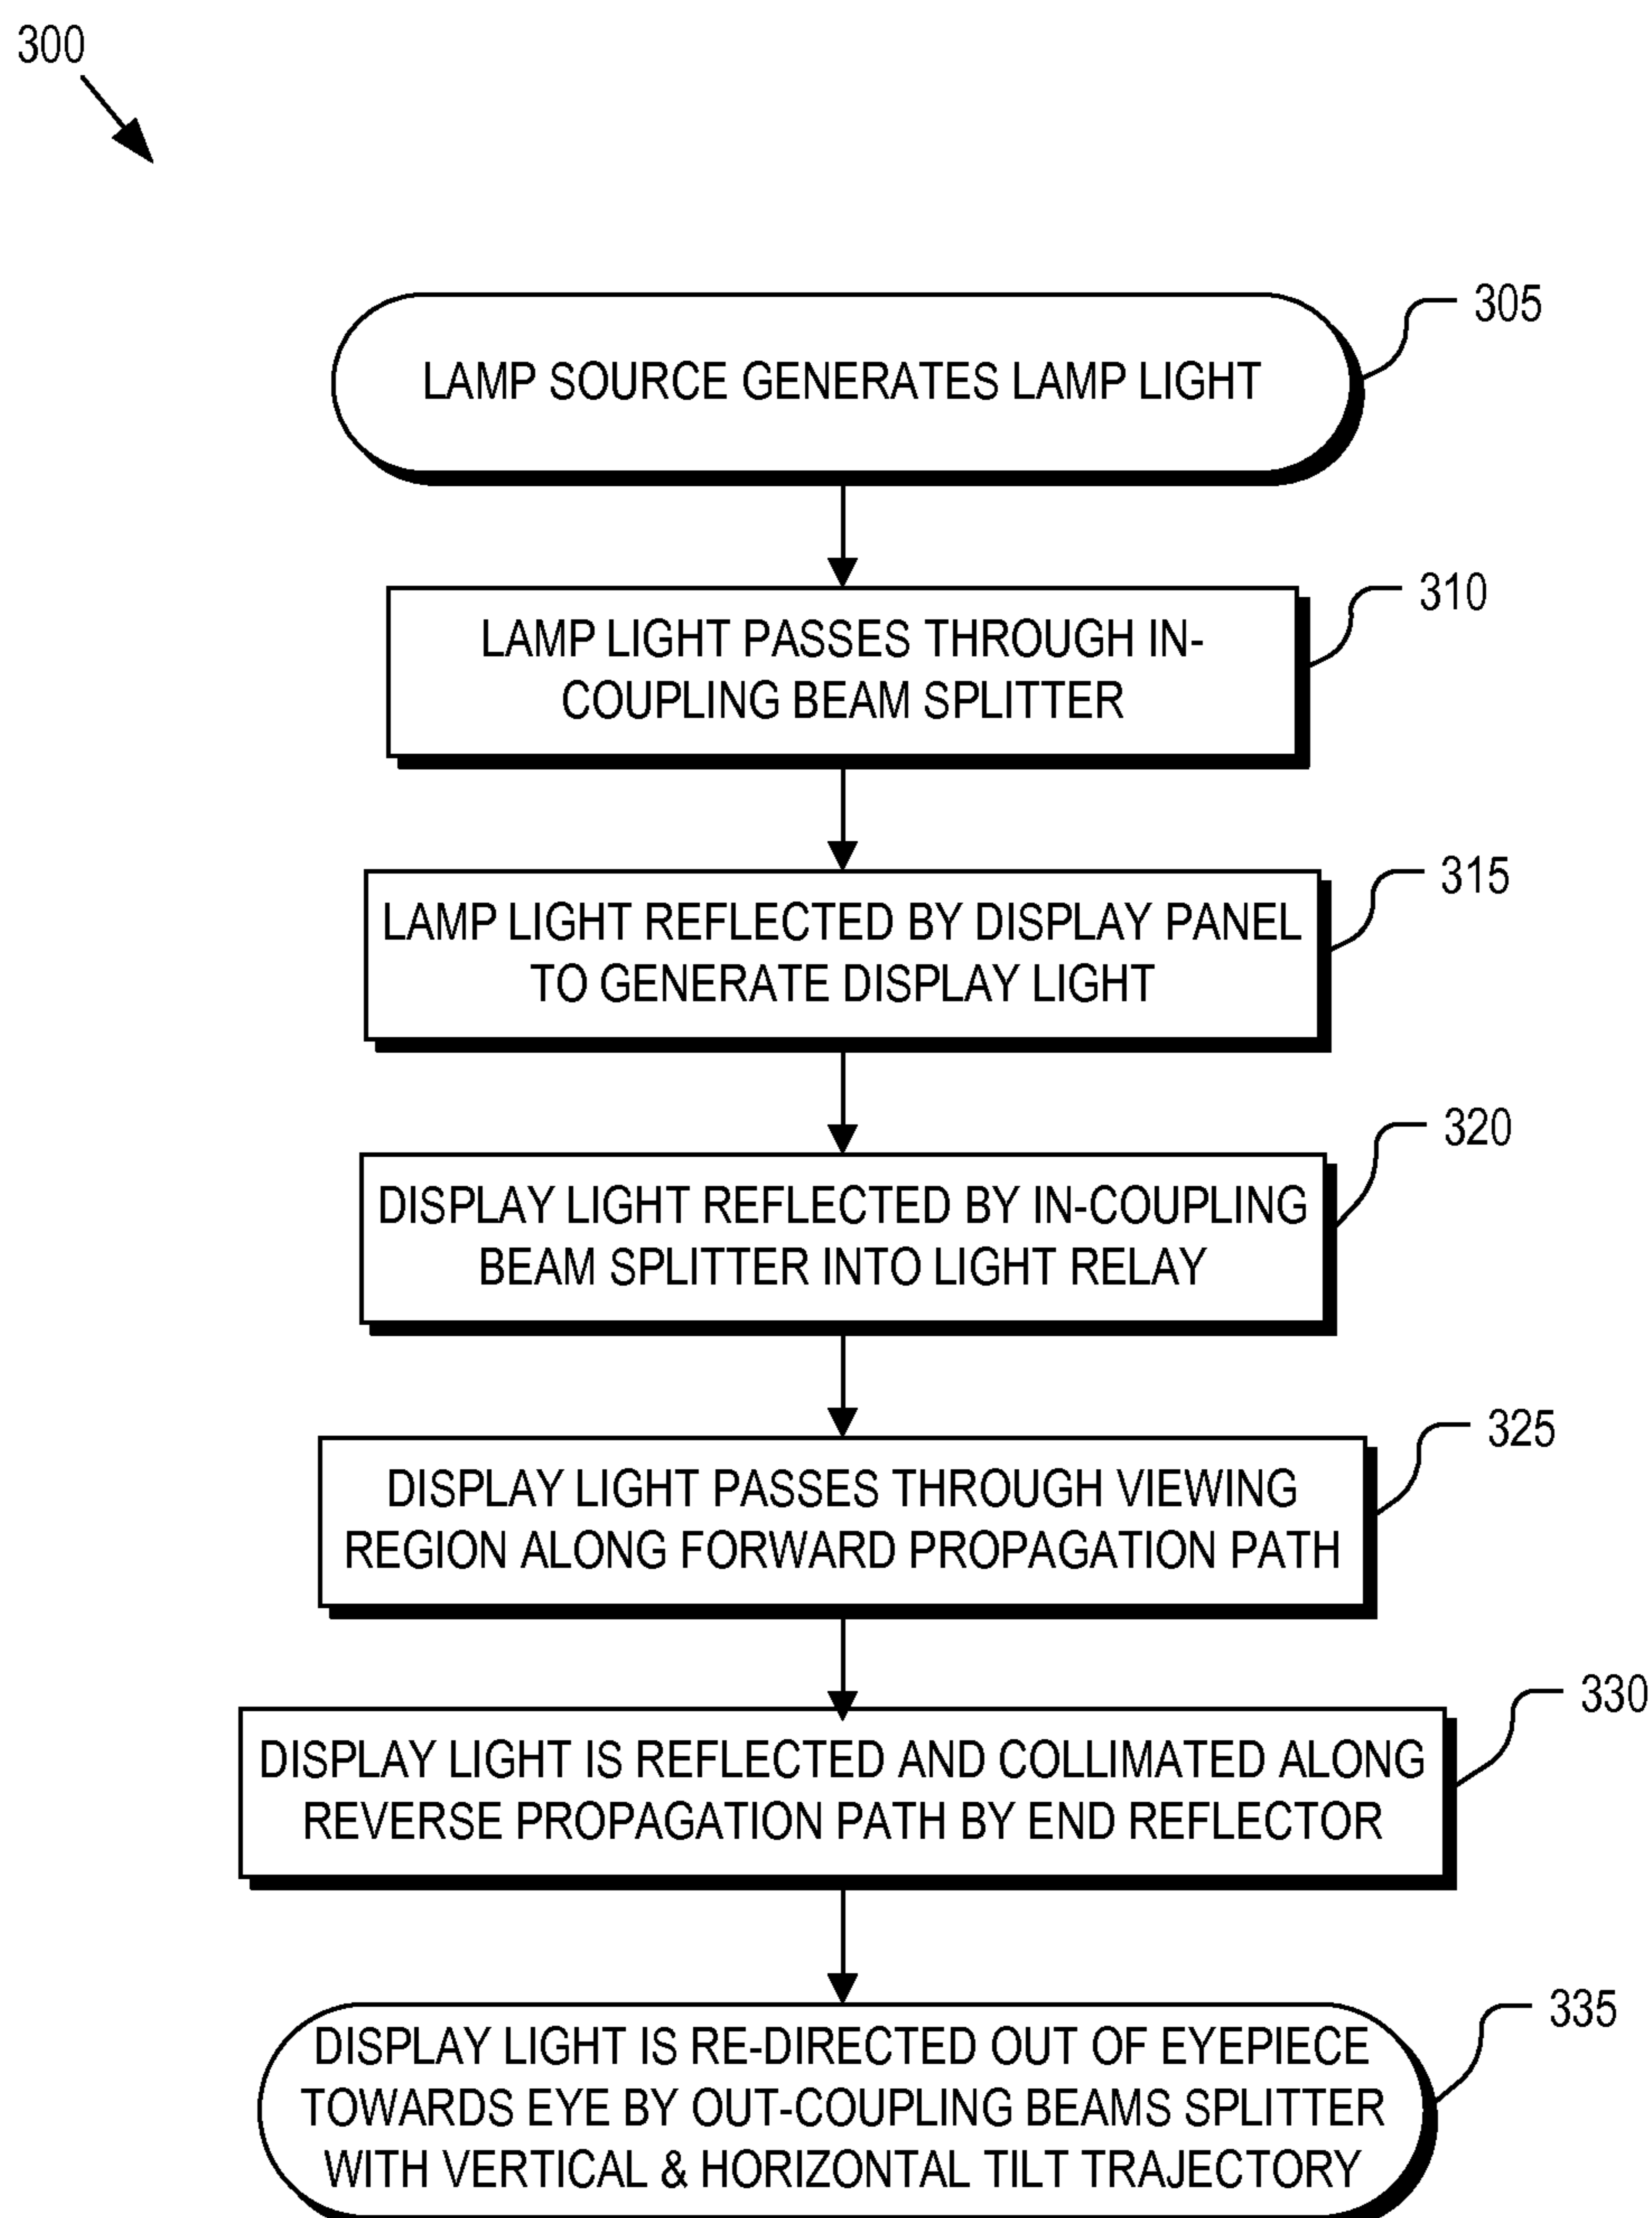 300
305
LAMP SOURCE GENERATES LAMP LIGHT
310
LAMP LIGHT PASSES THROUGH IN-
COUPLING BEAM SPLITTER
315
LAMP LIGHT REFLECTED BY DISPLAY PANEL
TO GENERATE DISPLAY LIGHT
320
DISPLAY LIGHT REFLECTED BY IN-COUPLING
BEAM SPLITTER INTO LIGHT RELAY
325
DISPLAY LIGHT PASSES THROUGH VIEWING
REGION ALONG FORWARD PROPAGATION PATH
330
DISPLAY LIGHT IS REFLECTED AND COLLIMATED ALONG
REVERSE PROPAGATION PATH BY END REFLECTOR
335
DISPLAY LIGHT IS RE-DIRECTED OUT OF EYEPIECE
TOWARDS EYE BY OUT-COUPLING BEAMS SPLITTER
WITH VERTICAL & HORIZONTAL TILT TRAJECTORY